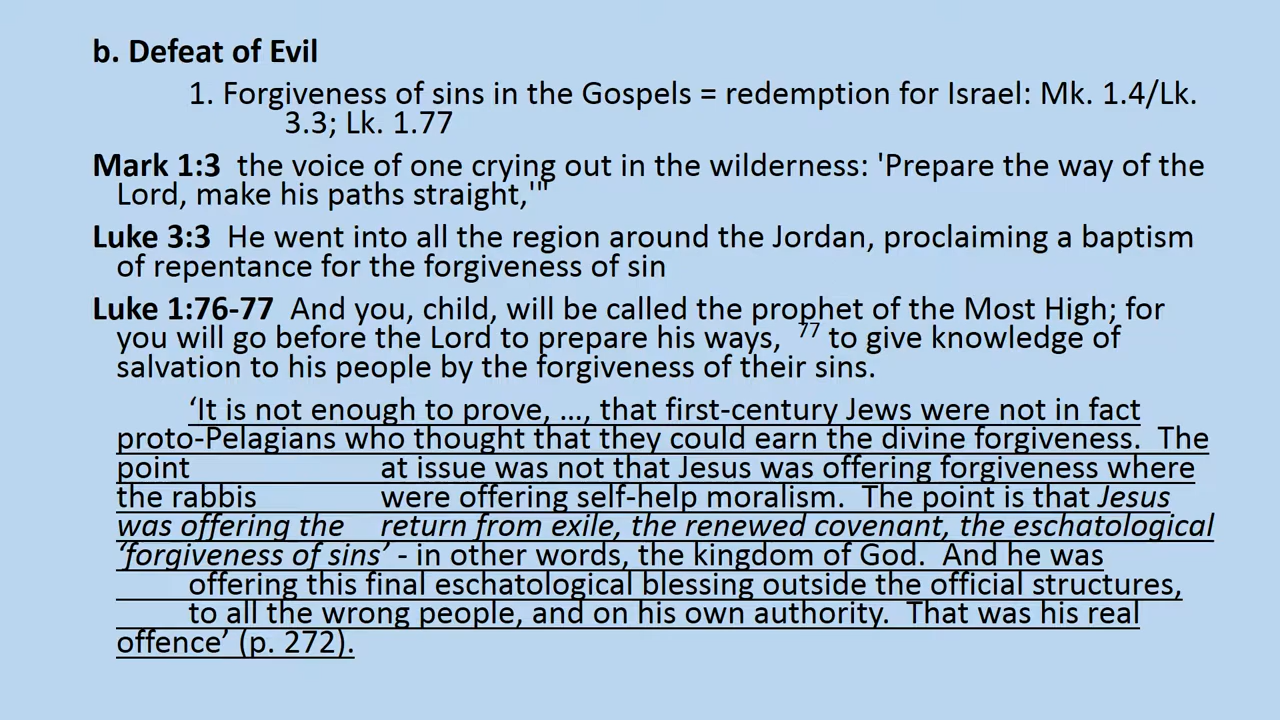 b. Defeat of Evil
1. Forgiveness of sins in the Gospels = redemption for Israel: Mk. 1.4/Lk.
3.3; Lk. 1.77
Mark 1:3 the voice of one crying out in the wilderness: 'Prepare the way of the
Lord, make his paths straight,'"
Luke 3:3 He went into all the region around the Jordan, proclaiming a baptism
of repentance for the forgiveness of sin
Luke 1:76-77 And you, child, will be called the prophet of the Most High; for
you will go before the Lord to prepare his ways, 77 to give knowledge of
salvation to his people by the forgiveness of their sins.
‘It is not enough to prove, …, that first-century Jews were not in fact
proto-Pelagians who thought that they could earn the divine forgiveness. The
point at issue was not that Jesus was offering forgiveness where
the rabbis were offering self-help moralism. The point is that Jesus
was offering the return from exile, the renewed covenant, the eschatological
‘forgiveness of sins’ - in other words, the kingdom of God. And he was
offering this final eschatological blessing outside the official structures,
to all the wrong people, and on his own authority. That was his real
offence’ (p. 272).